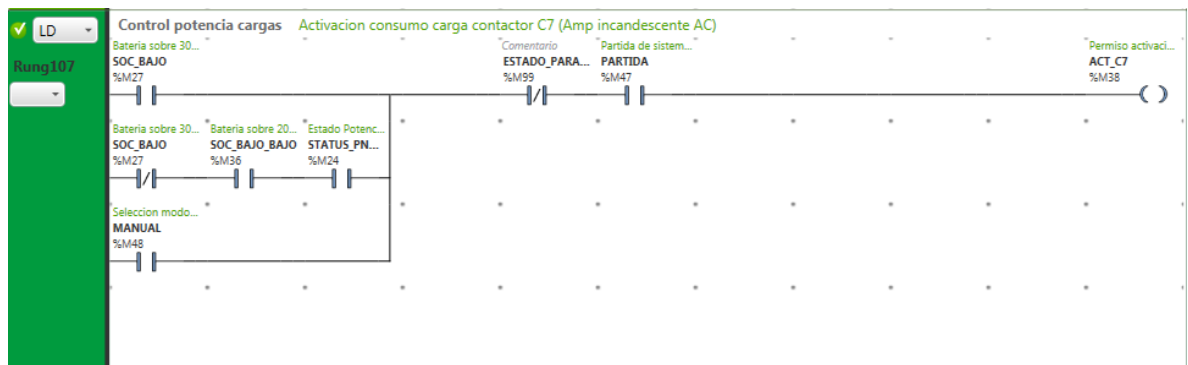 LD
Control potencia cargas Activacion consumo carga contactor C7 (Amp incandescente AC)
Rung107
Bateria sobre 30... Comentario Partida de sistem... Permiso activaci...
SOC_BAJO ESTADO_PARA... PARTIDA ACT_C7
%M27 %M99 %M47 %M38
Bateria sobre 30... Bateria sobre 20... Estado Potenc...
SOC_BAJO SOC_BAJO_BAJO STATUS_PN...
%M27 %M36 %M24
Seleccion modo...
MANUAL
%M48